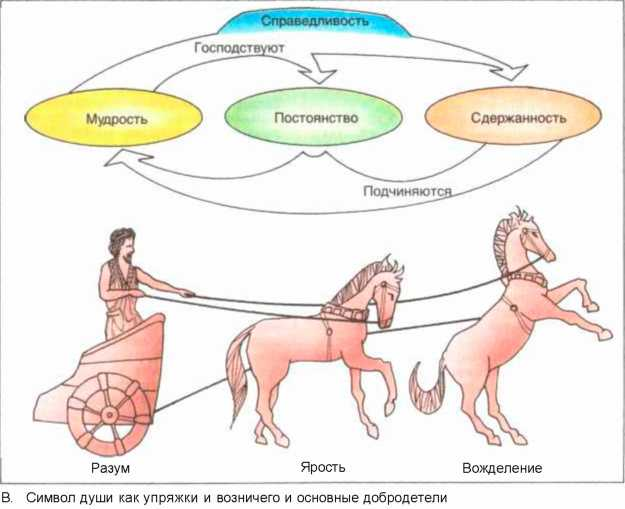 Справедливость
Господствуют
Мудрость
Постоянство
Сдержанность
Подчиняются
Разум
Ярость
Вожделение
В. Символ души как упряжки и возничего и основные добродетели